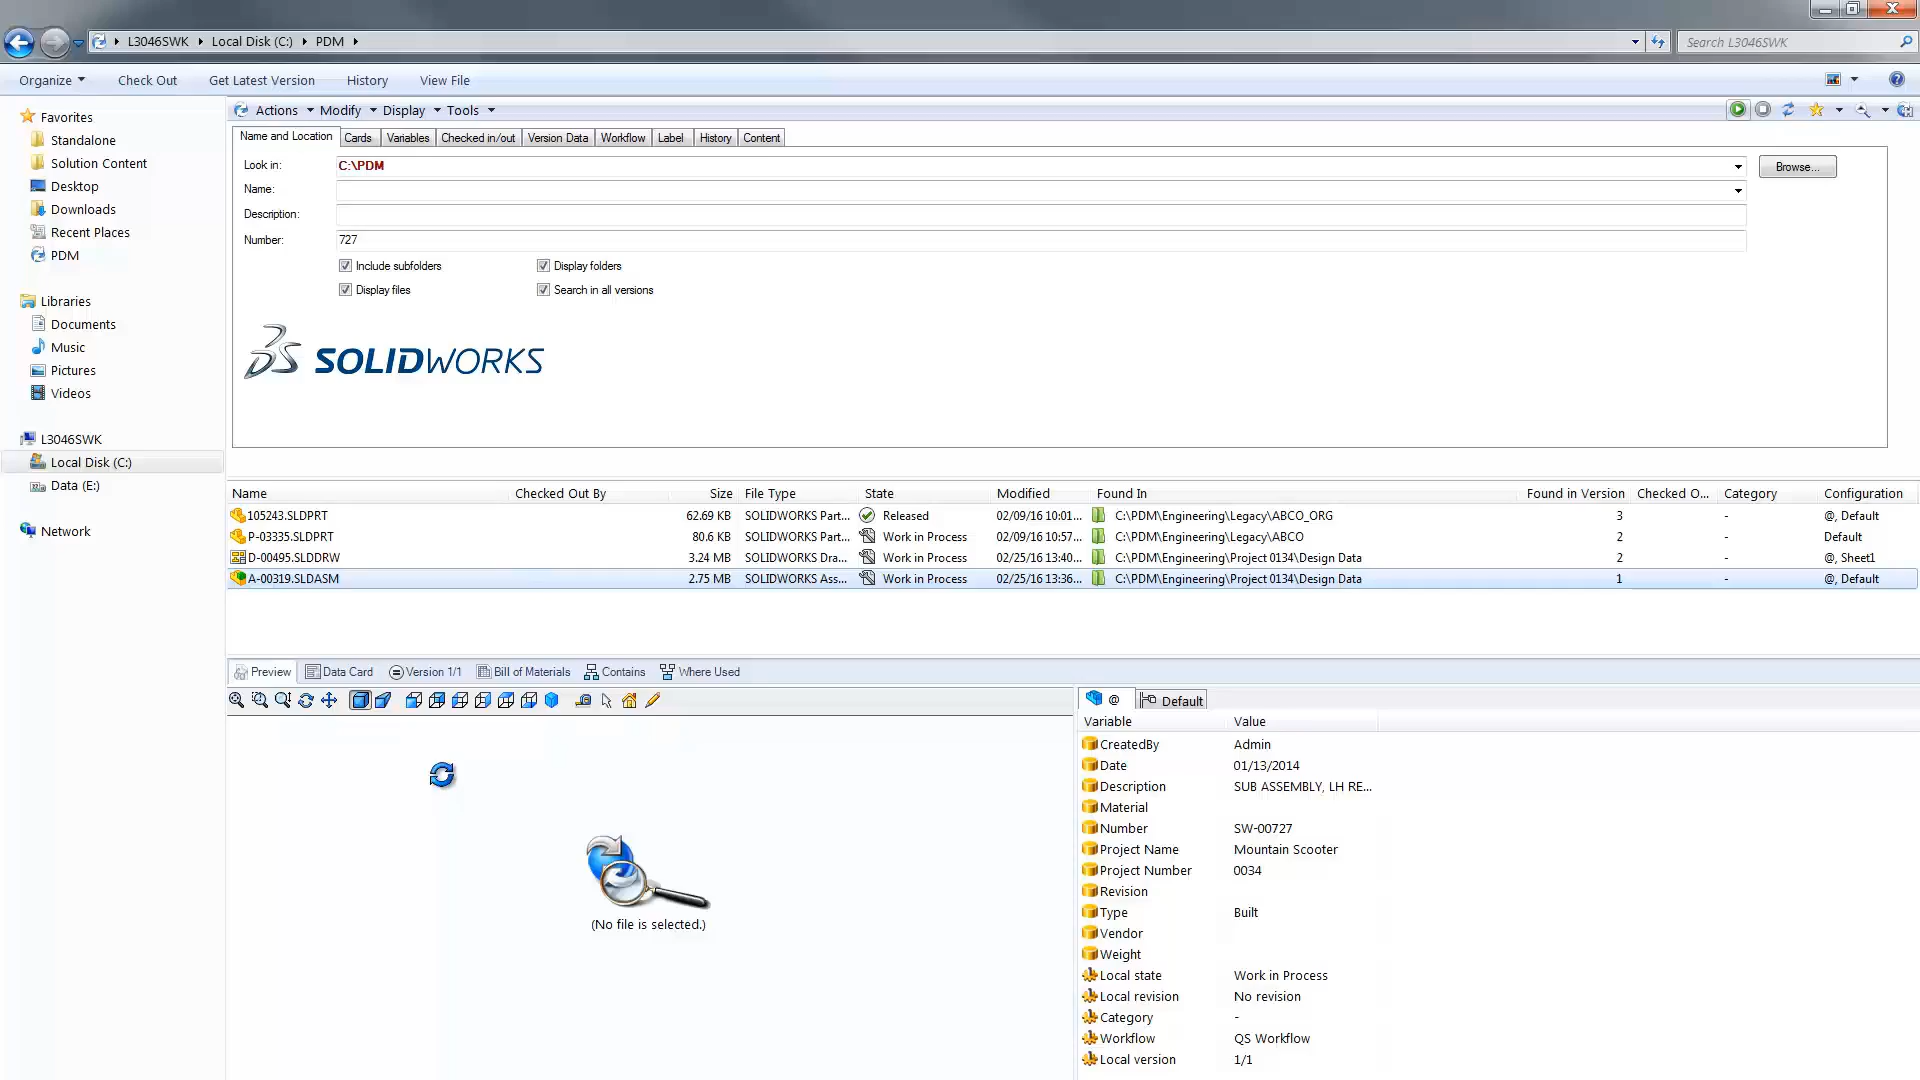 L3046SWK Local Disk (C:) PDM
Search L3046SWK
Organize Check Out Get Latest Version History View File
Favorites
Standalone
Solution Content
Desktop
Downloads
Recent Places
PDM
Libraries
Documents
Music
Pictures
Videos
L3046SWK
Local Disk (C:)
Data (E:)
Network
Actions Modify Display Tools
Name and Location Cards Variables Checked in/out Version Data Workflow Label History Content
Look in: C:\PDM Browse...
Name:
Description:
Number: 727
Include subfolders Display folders
Display files Search in all versions
SOLIDWORKS
Name Checked Out By Size File Type State Modified Found In Found in Version Checked O... Category Configuration
105243.SLDPRT 62.69 KB SOLIDWORKS Part... Released 02/09/16 10:01... C:\PDM\Engineering\Legacy\ABCO_ORG 3 - @, Default
P-03335.SLDPRT 80.6 KB SOLIDWORKS Part... Work in Process 02/09/16 10:57... C:\PDM\Engineering\Legacy\ABCO 2 - Default
D-00495.SLDDRW 3.24 MB SOLIDWORKS Dra... Work in Process 02/25/16 13:40... C:\PDM\Engineering\Project 0134\Design Data 2 - @, Sheet1
A-00319.SLDASM 2.75 MB SOLIDWORKS Ass... Work in Process 02/25/16 13:36... C:\PDM\Engineering\Project 0134\Design Data 1 - @, Default
Preview Data Card Version 1/1 Bill of Materials Contains Where Used
(No file is selected.)
@ Default
Variable Value
CreatedBy Admin
Date 01/13/2014
Description SUB ASSEMBLY, LH RE...
Material
Number SW-00727
Project Name Mountain Scooter
Project Number 0034
Revision
Type Built
Vendor
Weight
Local state Work in Process
Local revision No revision
Category -
Workflow QS Workflow
Local version 1/1